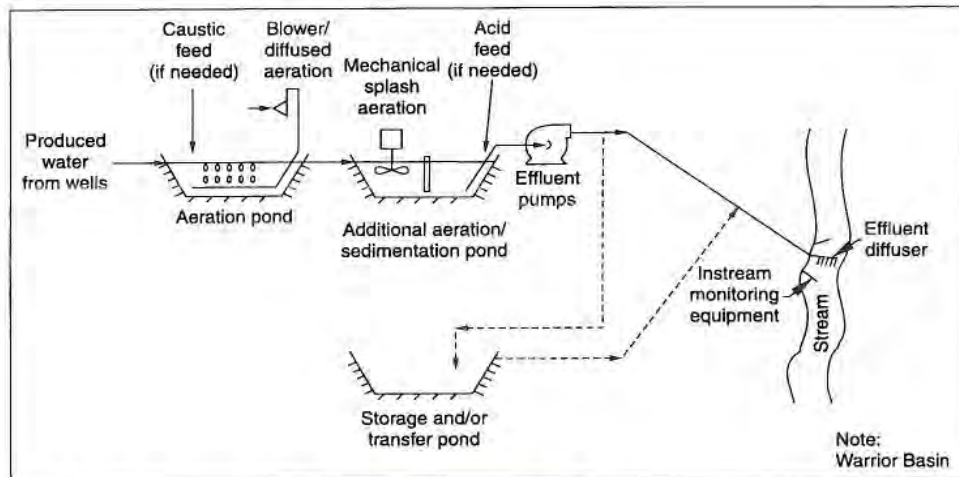 Caustic
feed
(if needed)
Blower/
diffused
aeration
Mechanical
splash
aeration
Acid
feed
(if needed)
Produced
water
from wells
Aeration pond
Additional aeration/
sedimentation pond
Effluent
pumps
Effluent
diffuser
Instream
monitoring
equipment
Stream
Storage and/or
transfer pond
Note:
Warrior Basin